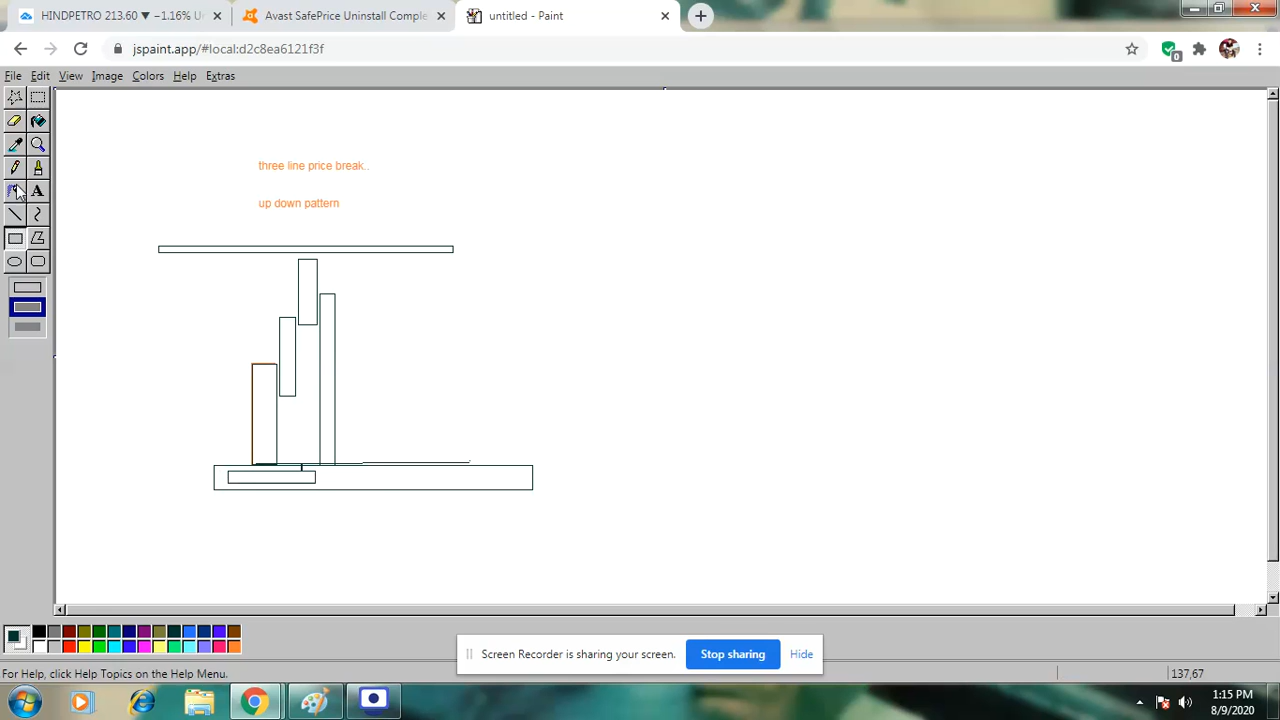 HINDPETRO 213.60 ▼ −1.16% U
Avast SafePrice Uninstall Comple
untitled - Paint
jspaint.app/#local:d2c8ea6121f3f
0
File Edit View Image Colors Help Extras
A
three line price break..
up down pattern
Screen Recorder is sharing your screen. Stop sharing Hide
For Help, click Help Topics on the Help Menu.
137,67
1:15 PM
8/9/2020